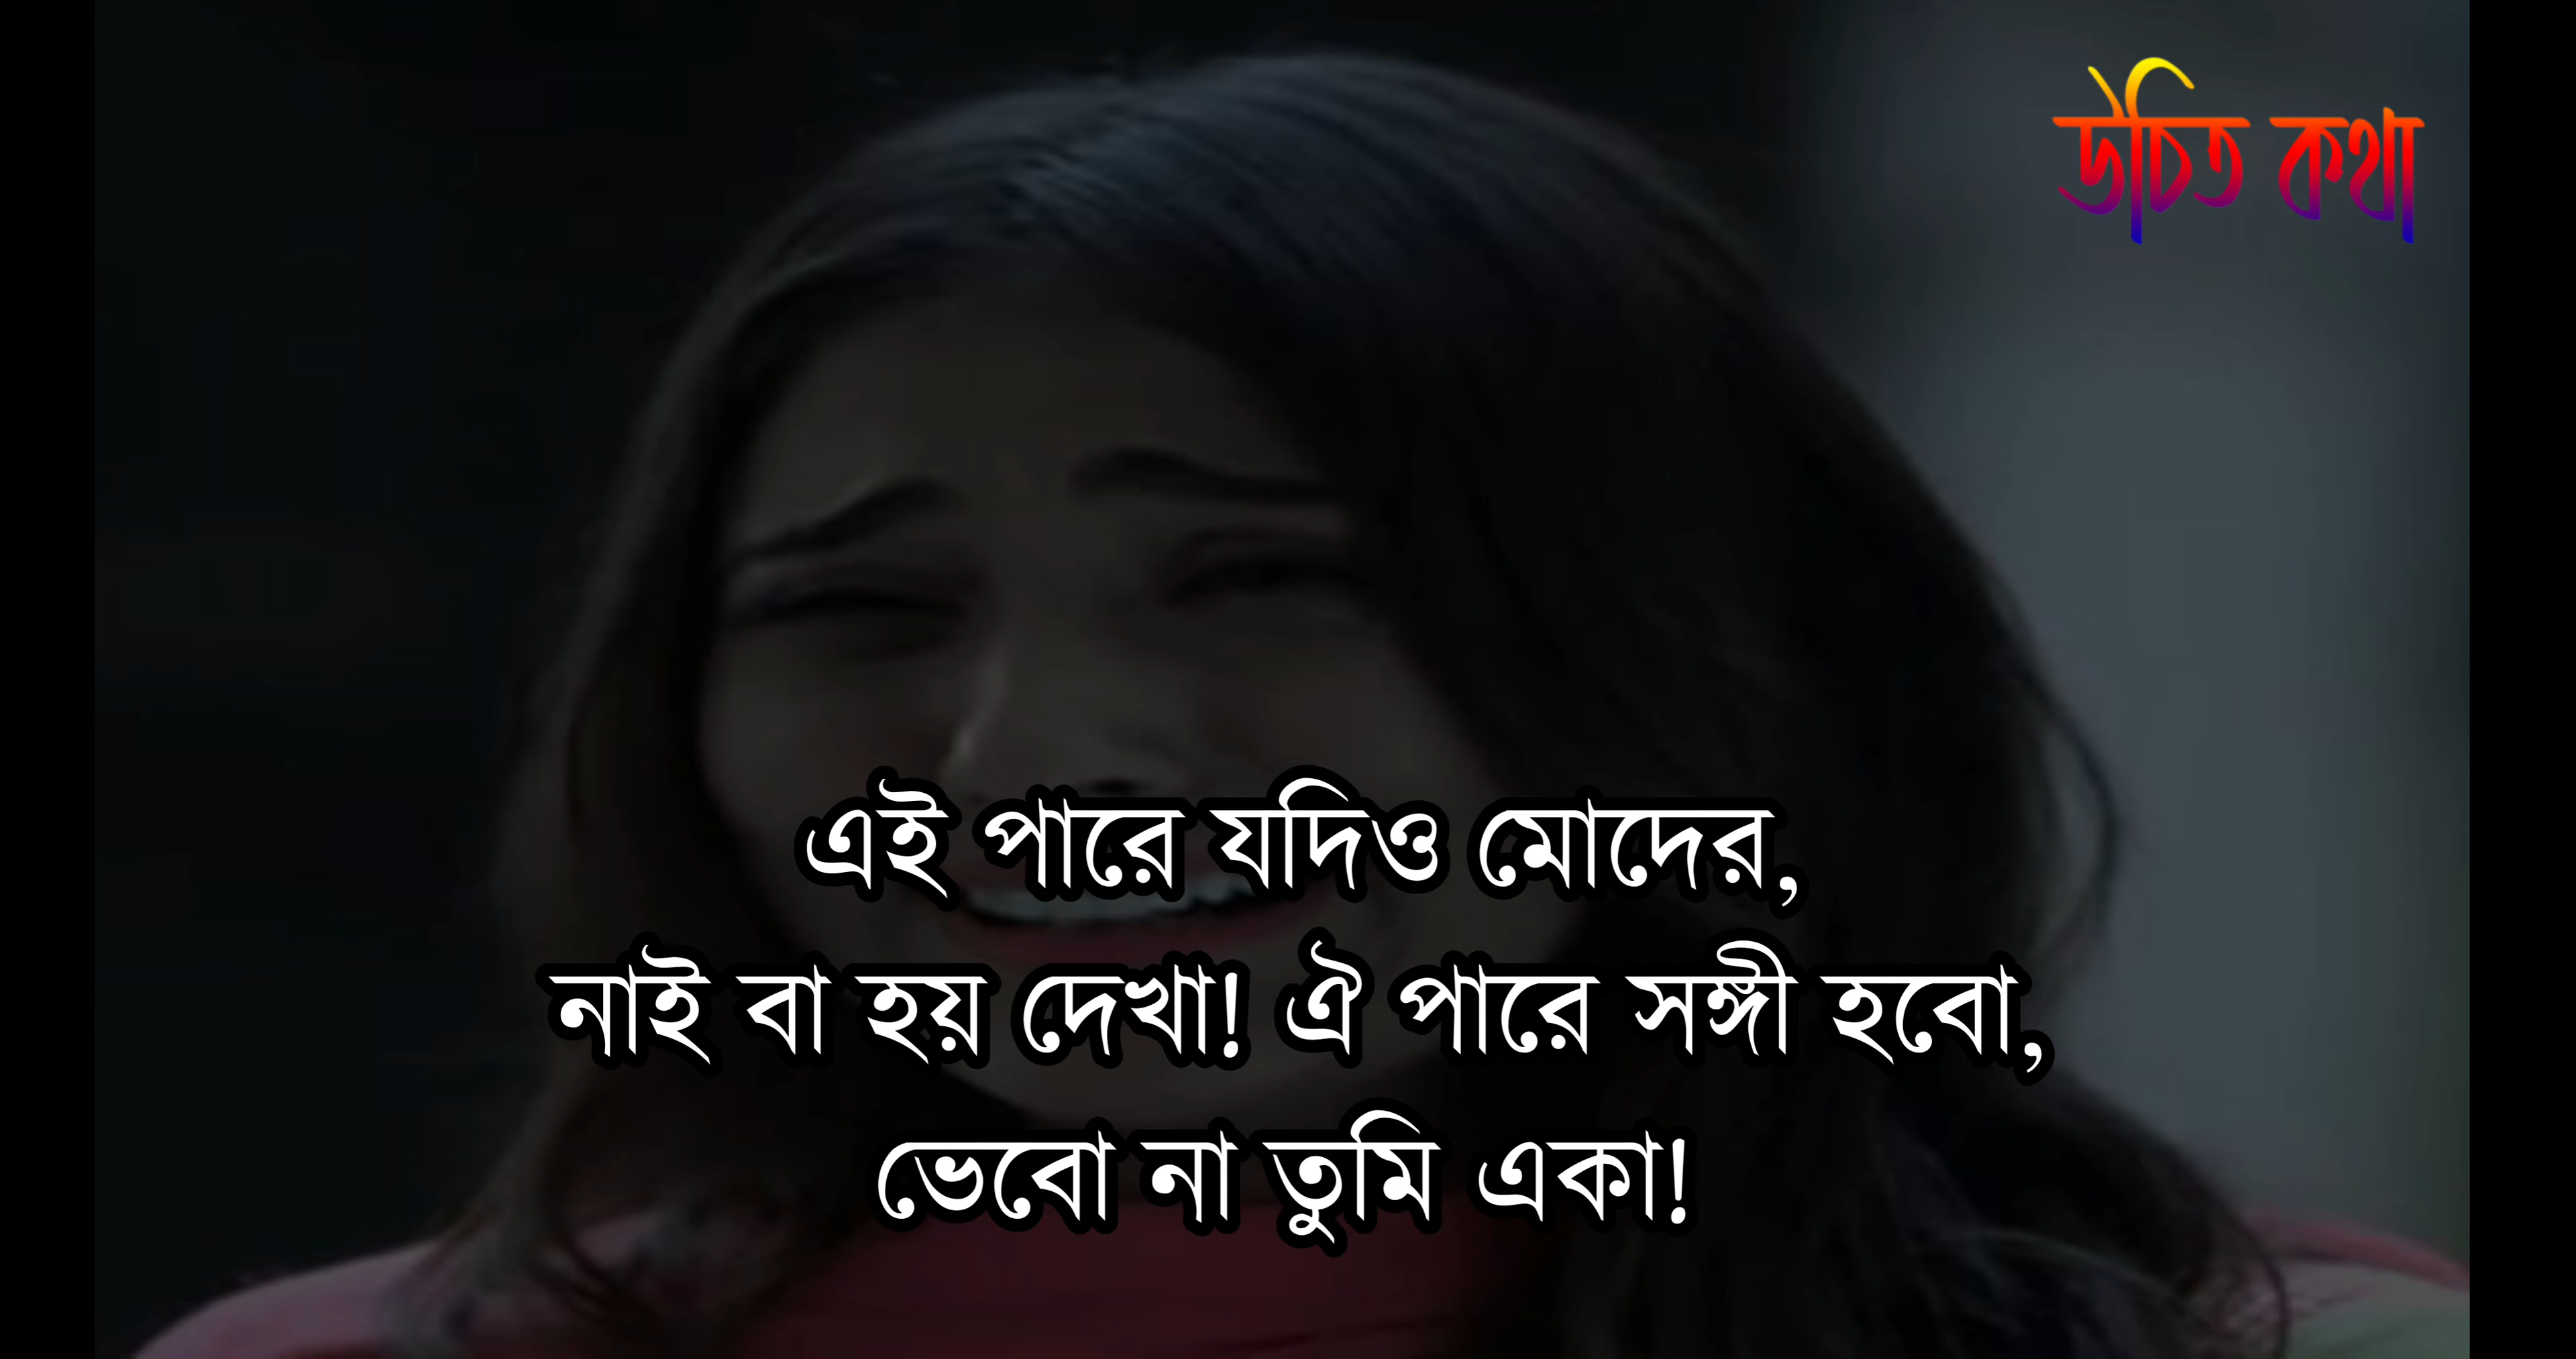 উচিত কথা
এই পারে যদিও মোদের,
নাই বা হয় দেখা! ঐ পারে সঙ্গী হবো,
ভেবো না তুমি একা!